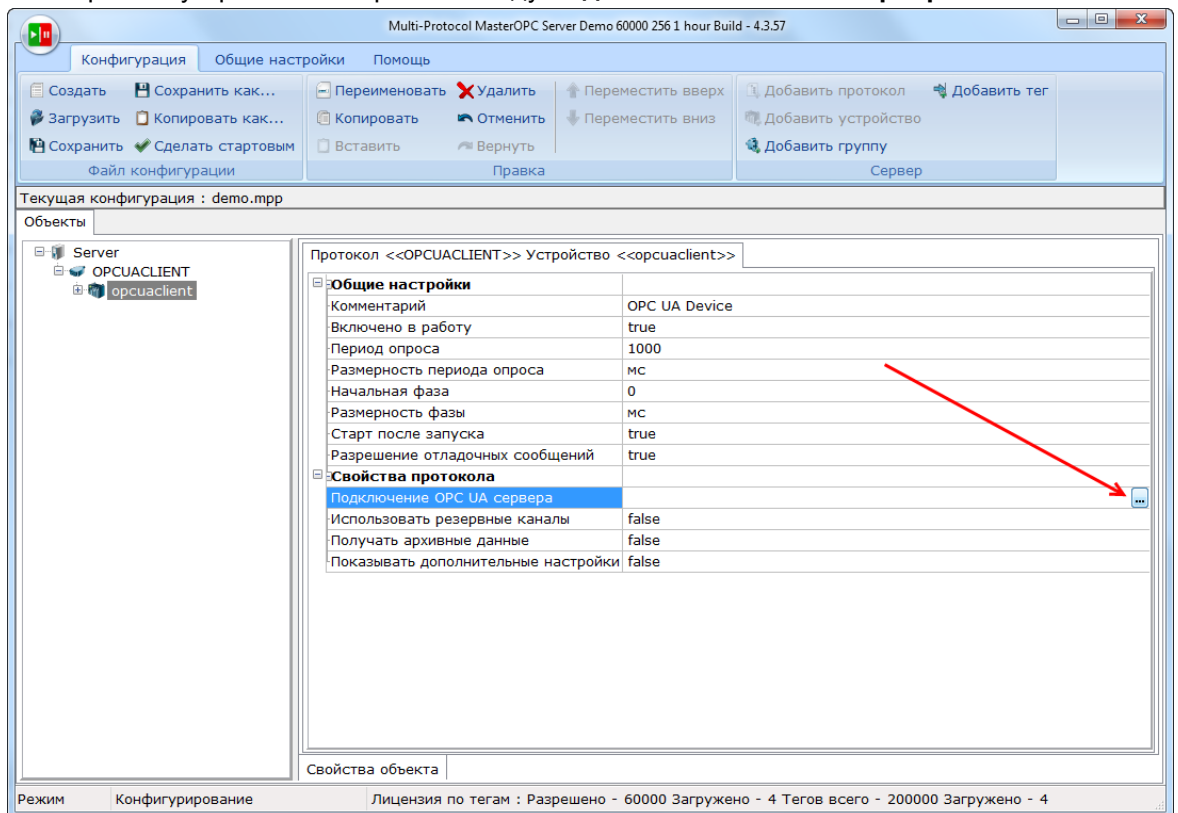 Multi-Protocol MasterOPC Server Demo 60000 256 1 hour Build - 4.3.57
Конфигурация Общие настройки Помощь
Создать Сохранить как... Переименовать Удалить Переместить вверх Добавить протокол Добавить тег
Загрузить Копировать как... Копировать Отменить Переместить вниз Добавить устройство
Сохранить Сделать стартовым Вставить Вернуть Добавить группу
Файл конфигурации Правка Сервер
Текущая конфигурация : demo.mpp
Объекты
Server
OPCUACLIENT
opcuaclient
Протокол <<OPCUACLIENT>> Устройство <<opcuaclient>>
Общие настройки
Комментарий OPC UA Device
Включено в работу true
Период опроса 1000
Размерность периода опроса мс
Начальная фаза 0
Размерность фазы мс
Старт после запуска true
Разрешение отладочных сообщений true
Свойства протокола
Подключение OPC UA сервера ...
Использовать резервные каналы false
Получать архивные данные false
Показывать дополнительные настройки false
Свойства объекта
Режим Конфигурирование Лицензия по тегам : Разрешено - 60000 Загружено - 4 Тегов всего - 200000 Загружено - 4